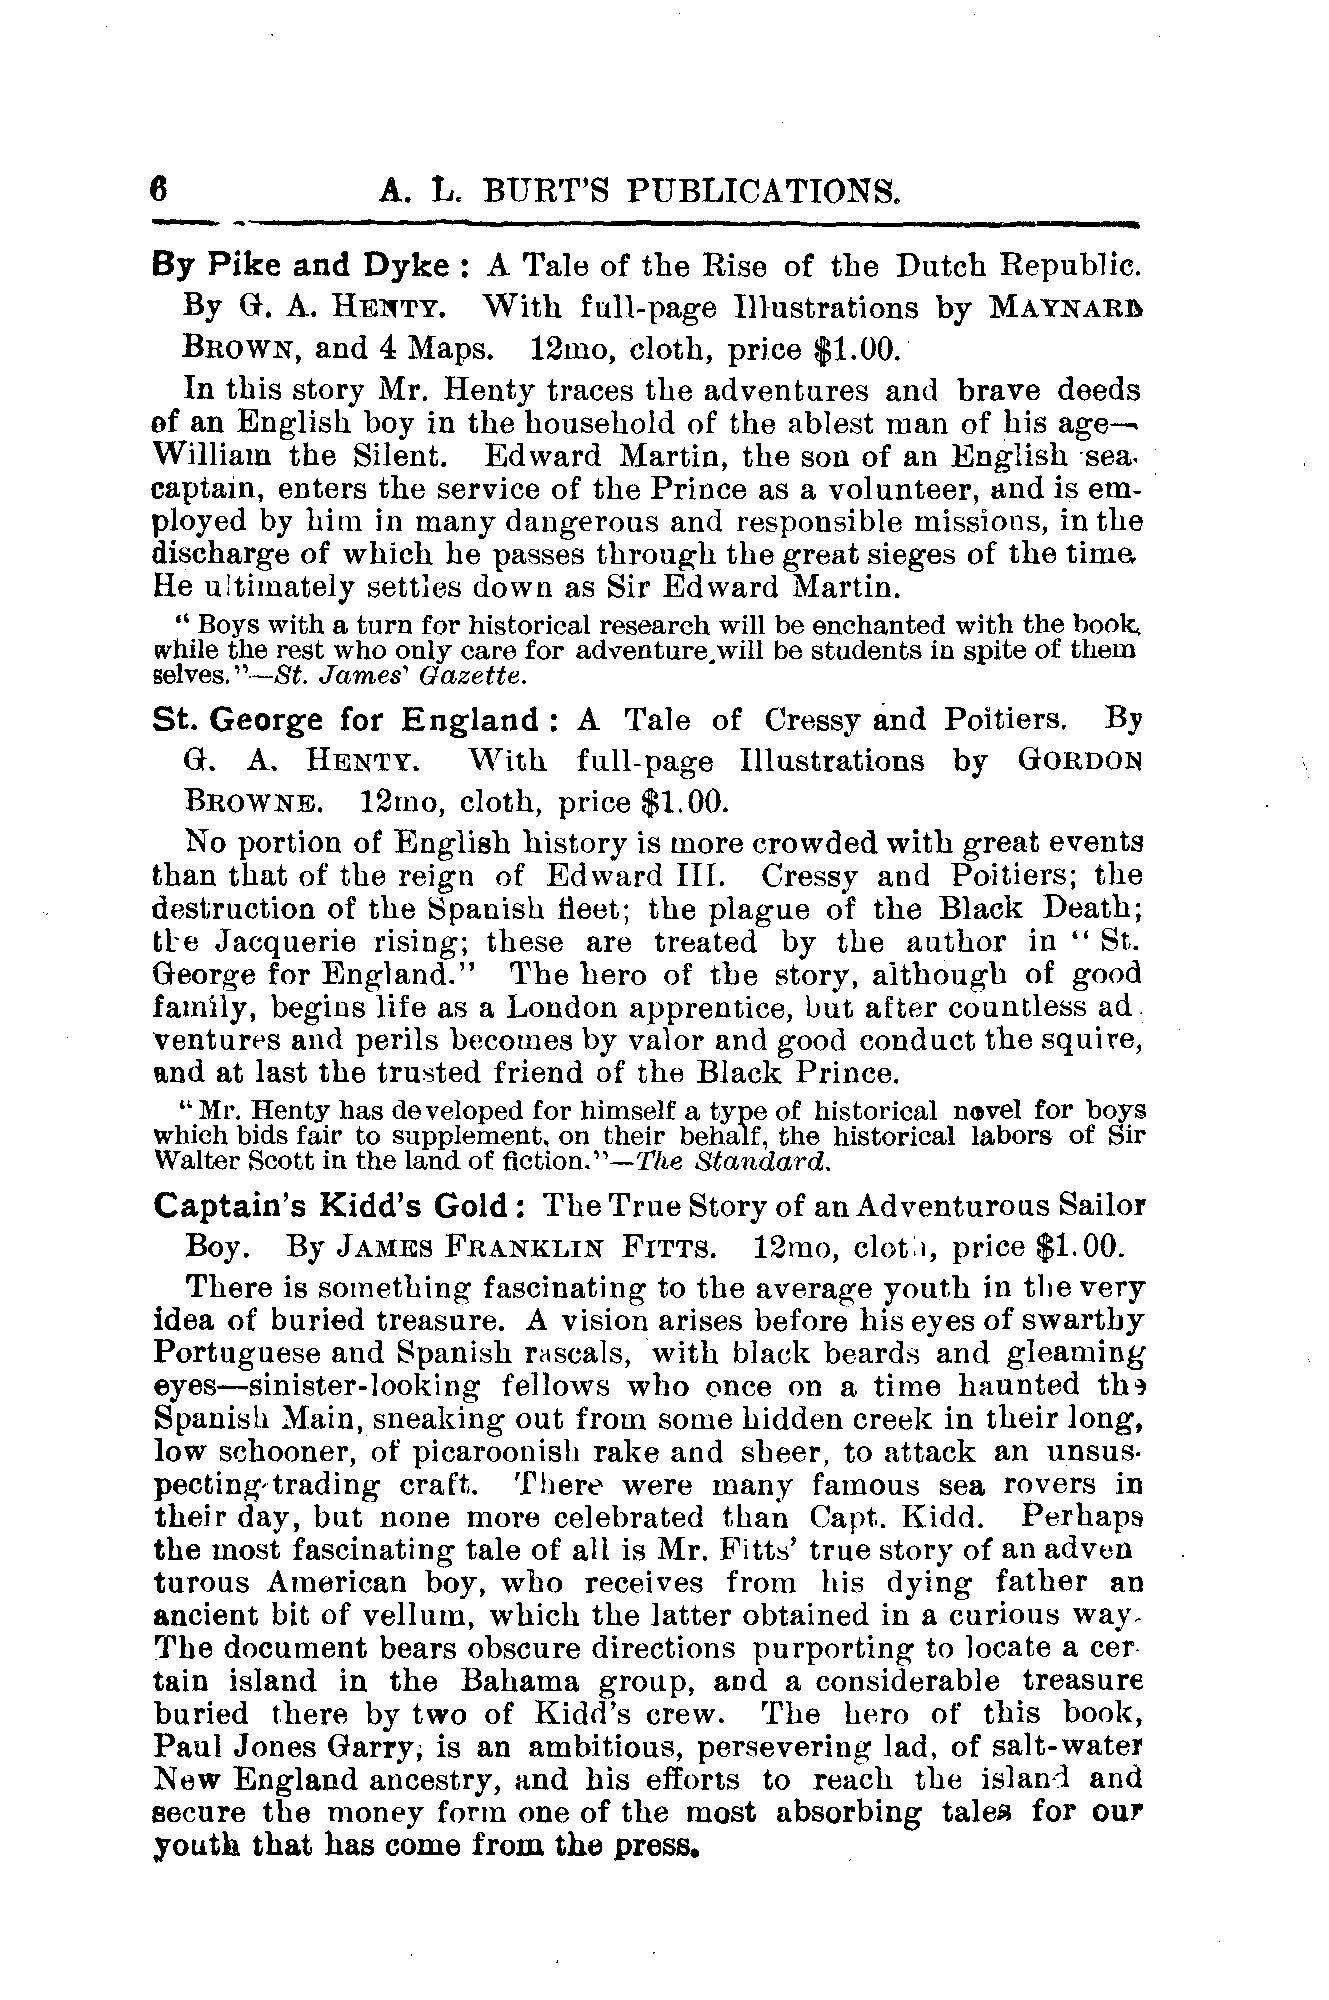 6 A. L. BURT'S PUBLICATIONS.
By Pike and Dyke : A Tale of the Rise of the Dutch Republic.
By G. A. HENTY. With full-page Illustrations by MAYNARD
BROWN, and 4 Maps. 12mo, cloth, price $1.00.
In this story Mr. Henty traces the adventures and brave deeds
of an English boy in the household of the ablest man of his age—
William the Silent. Edward Martin, the son of an English sea-
captain, enters the service of the Prince as a volunteer, and is em-
ployed by him in many dangerous and responsible missions, in the
discharge of which he passes through the great sieges of the time.
He ultimately settles down as Sir Edward Martin.
" Boys with a turn for historical research will be enchanted with the book,
while the rest who only care for adventure will be students in spite of them
selves."—St. James' Gazette.
St. George for England : A Tale of Cressy and Poitiers. By
G. A. HENTY. With full-page Illustrations by GORDON
BROWNE. 12mo, cloth, price $1.00.
No portion of English history is more crowded with great events
than that of the reign of Edward III. Cressy and Poitiers; the
destruction of the Spanish fleet; the plague of the Black Death;
the Jacquerie rising; these are treated by the author in " St.
George for England." The hero of the story, although of good
family, begins life as a London apprentice, but after countless ad-
ventures and perils becomes by valor and good conduct the squire,
and at last the trusted friend of the Black Prince.
" Mr. Henty has developed for himself a type of historical novel for boys
which bids fair to supplement, on their behalf, the historical labors of Sir
Walter Scott in the land of fiction."—The Standard.
Captain's Kidd's Gold : The True Story of an Adventurous Sailor
Boy. By JAMES FRANKLIN FITTS. 12mo, cloth, price $1.00.
There is something fascinating to the average youth in the very
idea of buried treasure. A vision arises before his eyes of swarthy
Portuguese and Spanish rascals, with black beards and gleaming
eyes—sinister-looking fellows who once on a time haunted the
Spanish Main, sneaking out from some hidden creek in their long,
low schooner, of picaroonish rake and sheer, to attack an unsus-
pecting trading craft. There were many famous sea rovers in
their day, but none more celebrated than Capt. Kidd. Perhaps
the most fascinating tale of all is Mr. Fitts' true story of an adven
turous American boy, who receives from his dying father an
ancient bit of vellum, which the latter obtained in a curious way.
The document bears obscure directions purporting to locate a cer-
tain island in the Bahama group, and a considerable treasure
buried there by two of Kidd's crew. The hero of this book,
Paul Jones Garry, is an ambitious, persevering lad, of salt-water
New England ancestry, and his efforts to reach the island and
secure the money form one of the most absorbing tales for our
youth that has come from the press.